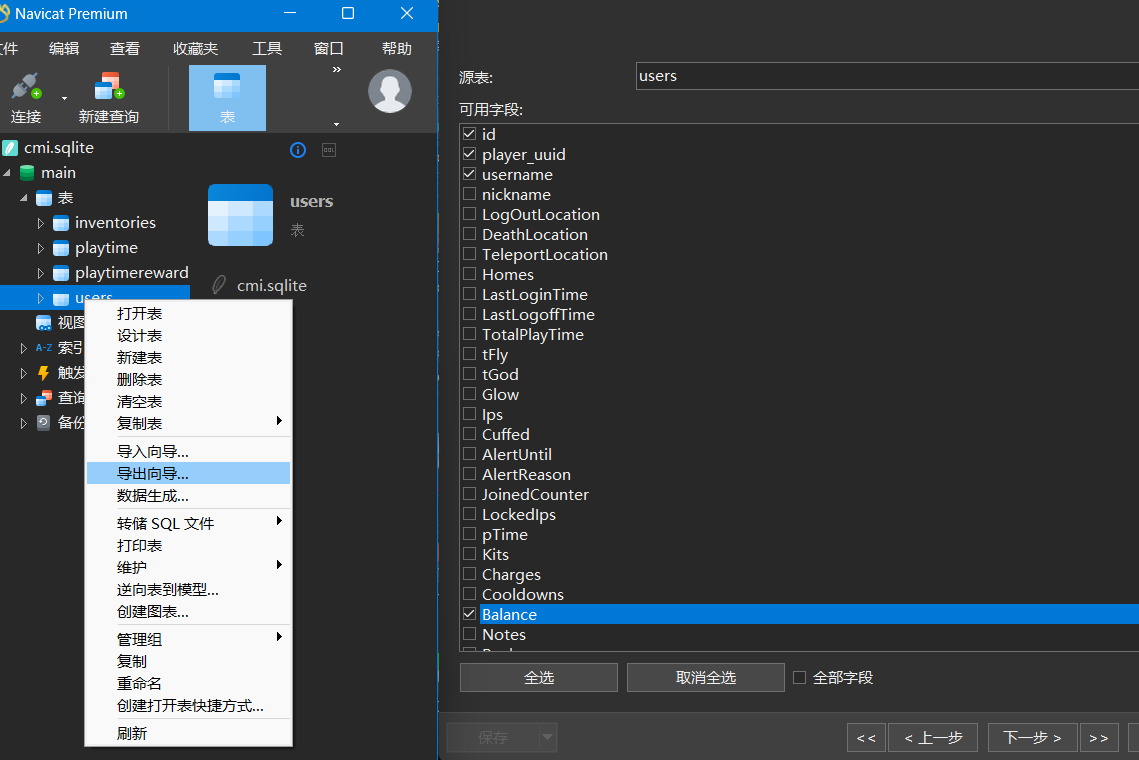 Navicat Premium
文件 编辑 查看 收藏夹 工具 窗口 帮助
»
连接 新建查询 表
cmi.sqlite
main
表
inventories
playtime
playtimereward
users
视图
A-Z 索引
触发
查询
备份
users
表
cmi.sqlite
DDL
打开表
设计表
新建表
删除表
清空表
复制表
导入向导...
导出向导...
数据生成...
转储 SQL 文件
打印表
维护
逆向表到模型...
创建图表...
管理组
复制
重命名
创建打开表快捷方式...
刷新
源表: users
可用字段:
id
player_uuid
username
nickname
LogOutLocation
DeathLocation
TeleportLocation
Homes
LastLoginTime
LastLogoffTime
TotalPlayTime
tFly
tGod
Glow
Ips
Cuffed
AlertUntil
AlertReason
JoinedCounter
LockedIps
pTime
Kits
Charges
Cooldowns
Balance
Notes
全选 取消全选 全部字段
保存 << < 上一步 下一步 > >>